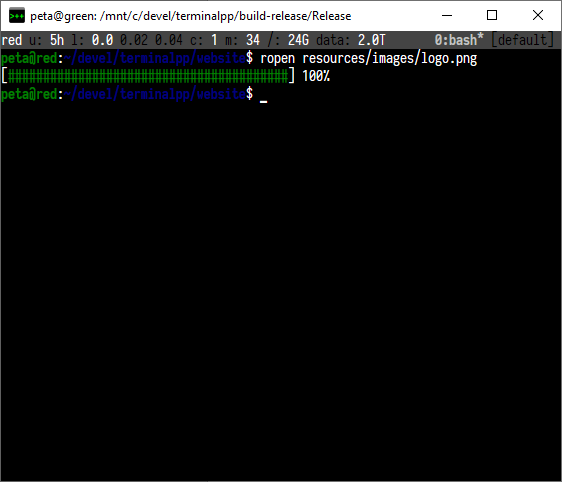 peta@green: /mnt/c/devel/terminalpp/build-release/Release
red u: 5h l: 0.0 0.02 0.04 c: 1 m: 34 /: 24G data: 2.0T 0:bash* [default]
peta@red:~/devel/terminalpp/website$ ropen resources/images/logo.png
[########################################] 100%
peta@red:~/devel/terminalpp/website$ _